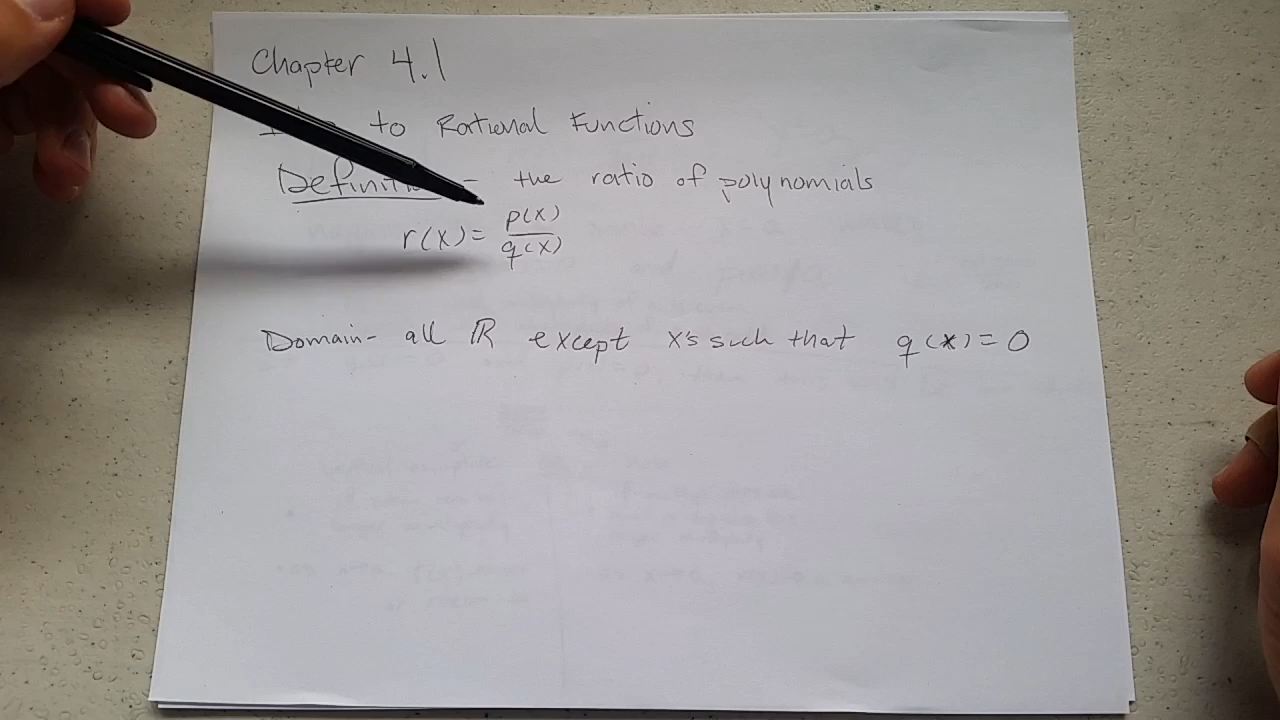 Chapter 4.1
to Rational Functions
Definition - the ratio of polynomials
r(x) = p(x)/q(x)
Domain - all ℝ except x's such that q(x) = 0